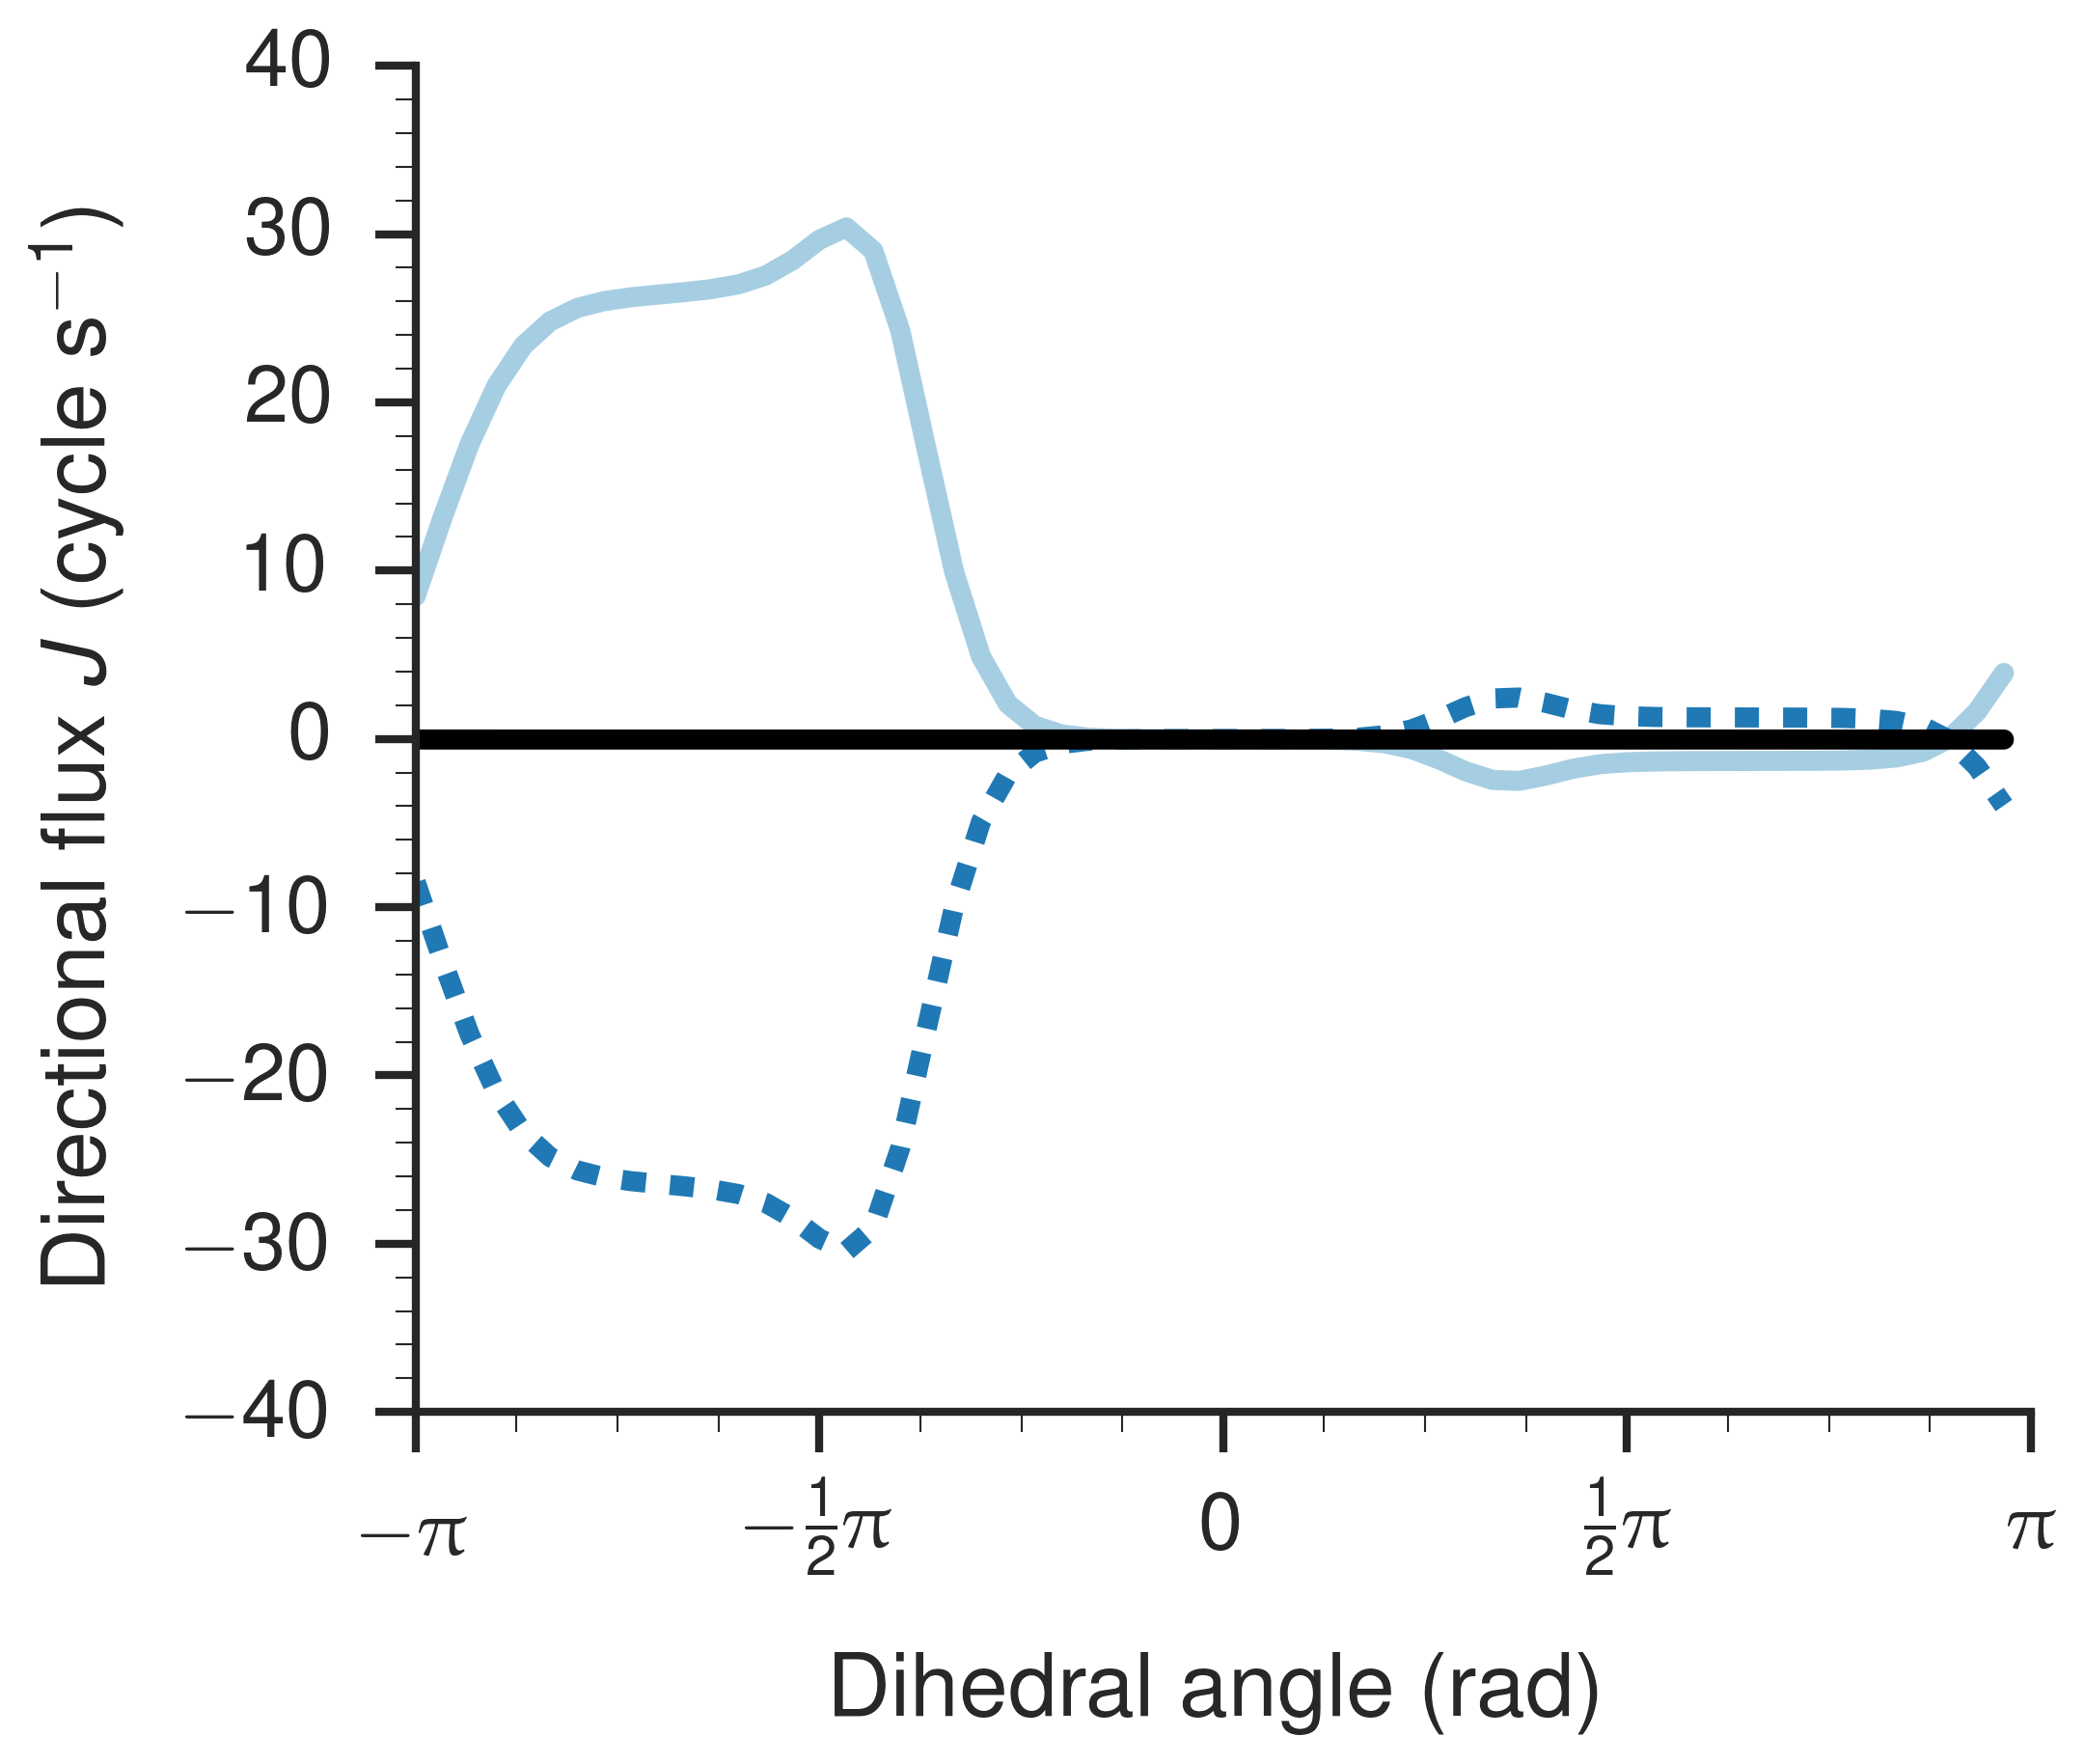 Directional flux J (cycle s⁻¹)
40
30
20
10
0
−10
−20
−30
−40
−π
−½π
0
½π
π
Dihedral angle (rad)